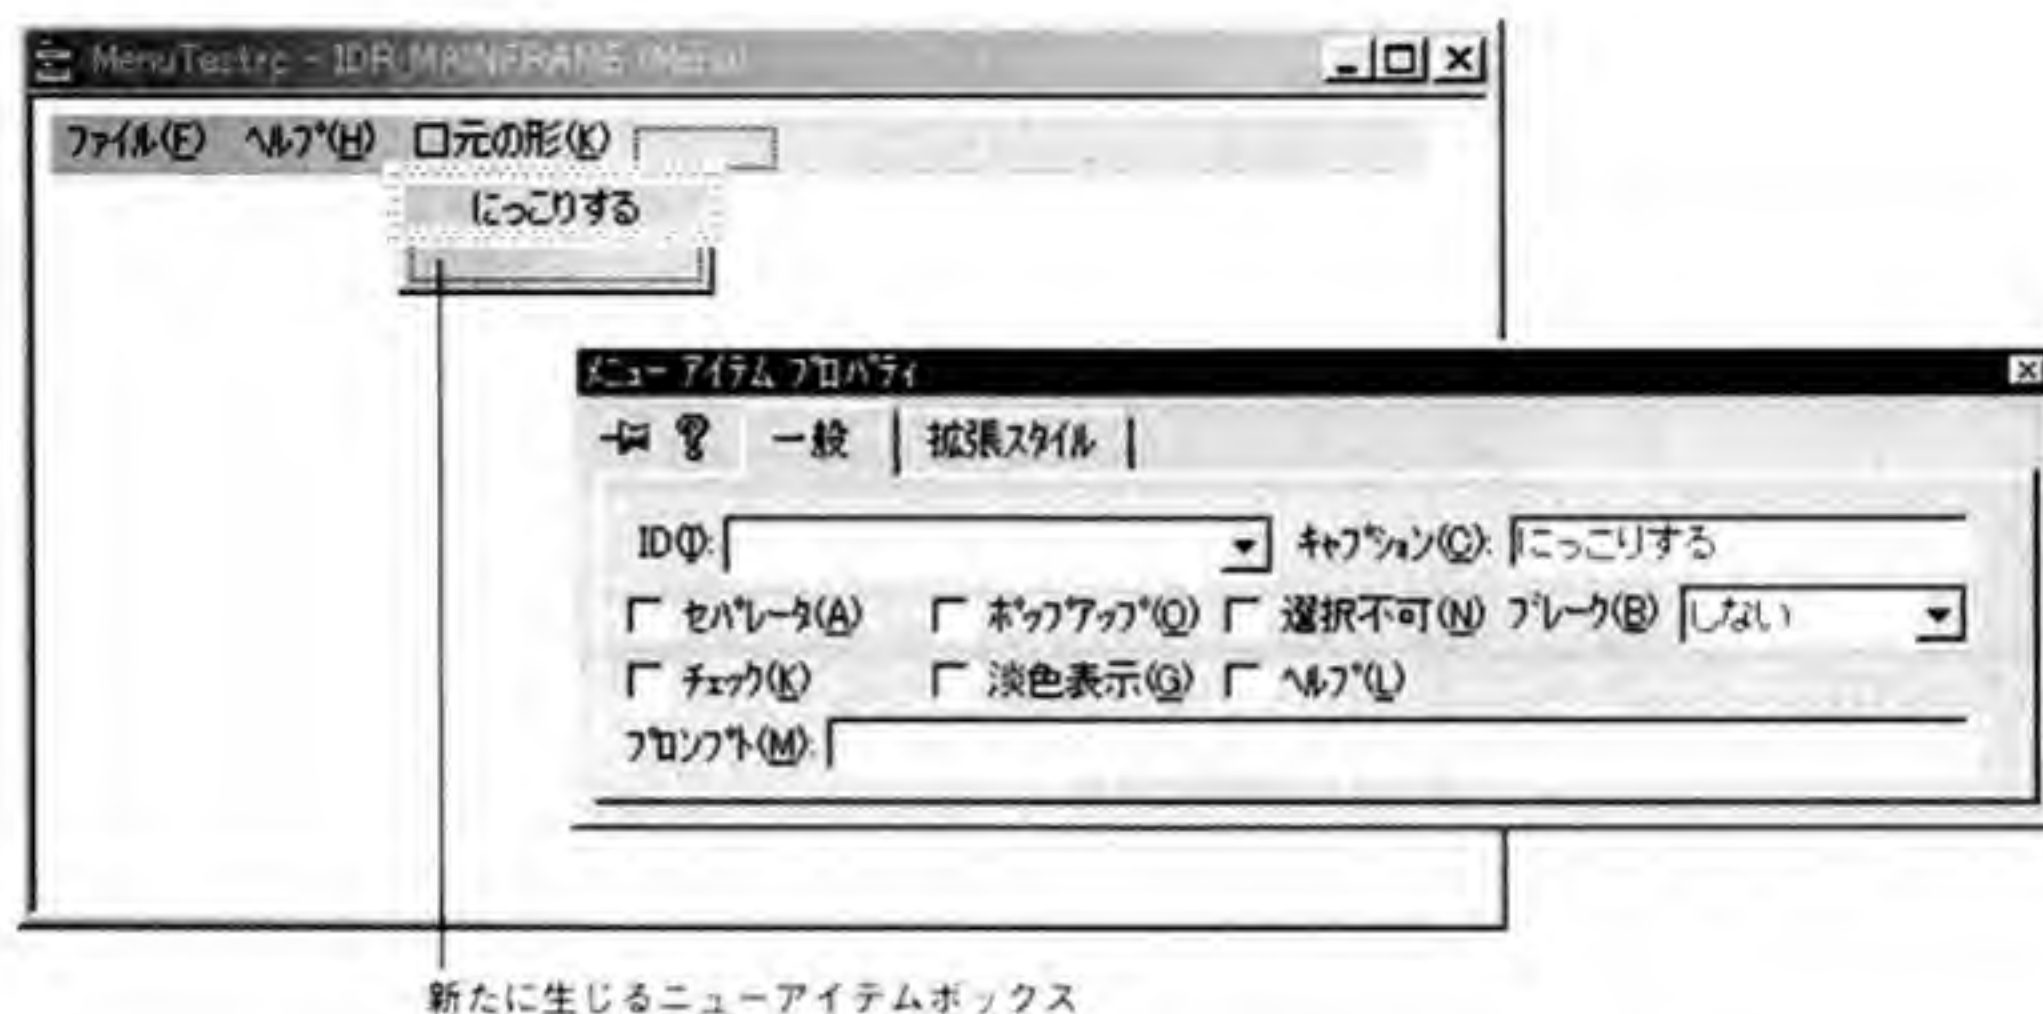 MenuTest.rc - IDR_MAINFRAME (Menu)
ファイル(F) ヘルプ(H) 口元の形(K)
にっこりする
メニュー アイテム プロパティ
一般 拡張スタイル
ID(I): キャプション(C): にっこりする
セパレータ(A) ポップアップ(O) 選択不可(N) ブレーク(B) しない
チェック(K) 淡色表示(G) ヘルプ(L)
プロンプト(M):
新たに生じるニューアイテムボックス